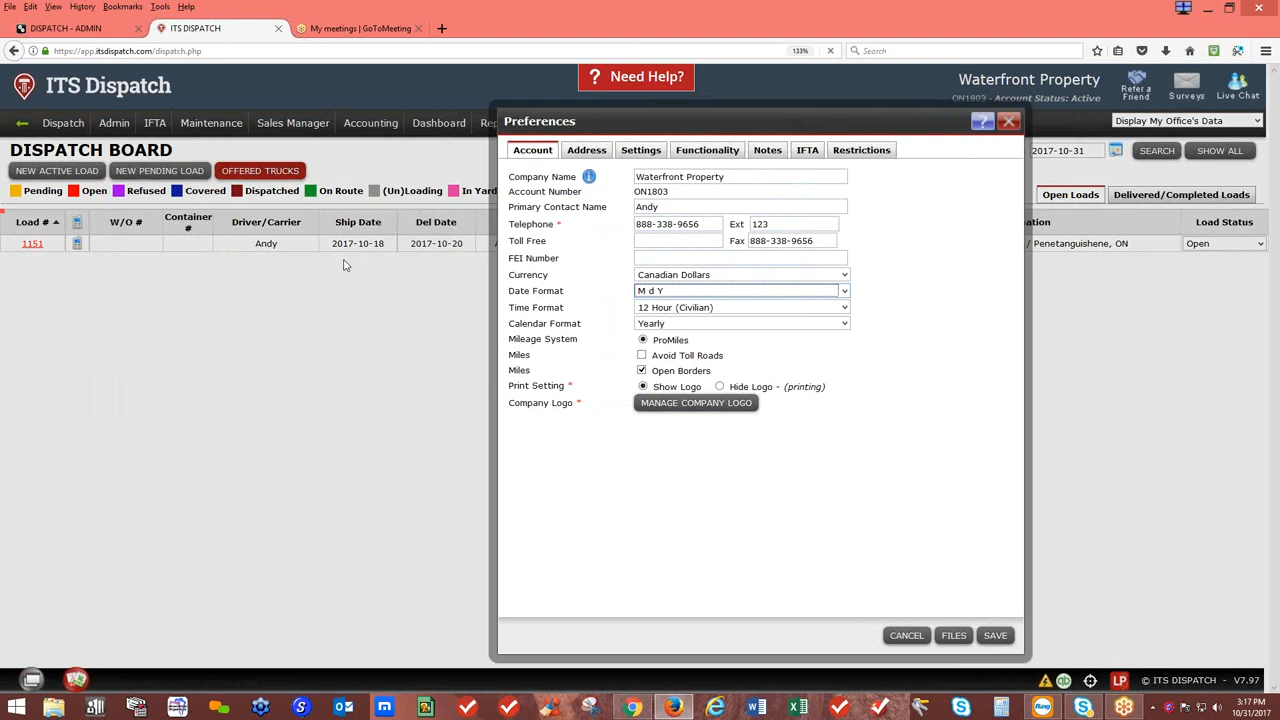 File Edit View History Bookmarks Tools Help
DISPATCH - ADMIN × ITS DISPATCH × My meetings | GoToMeeting × +
https://app.itsdispatch.com/dispatch.php 133% Search
ITS Dispatch
? Need Help?
Waterfront Property
ON1803 - Account Status: Active
Refer a Friend Surveys Live Chat
Dispatch Admin IFTA Maintenance Sales Manager Accounting Dashboard Rep
Display My Office's Data
DISPATCH BOARD
2017-10-31 SEARCH SHOW ALL
NEW ACTIVE LOAD NEW PENDING LOAD OFFERED TRUCKS
Pending Open Refused Covered Dispatched On Route (Un)Loading In Yard
Open Loads Delivered/Completed Loads
Load # W/O # Container # Driver/Carrier Ship Date Del Date ation Load Status
1151 Andy 2017-10-18 2017-10-20 / Penetanguishene, ON Open
Preferences ? X
Account Address Settings Functionality Notes IFTA Restrictions
Company Name i Waterfront Property
Account Number ON1803
Primary Contact Name Andy
Telephone * 888-338-9656 Ext 123
Toll Free Fax 888-338-9656
FEI Number
Currency Canadian Dollars
Date Format M d Y
Time Format 12 Hour (Civilian)
Calendar Format Yearly
Mileage System ProMiles
Miles Avoid Toll Roads
Miles Open Borders
Print Setting * Show Logo Hide Logo - (printing)
Company Logo * MANAGE COMPANY LOGO
CANCEL FILES SAVE
LP © ITS DISPATCH - V7.97
3:17 PM
10/31/2017